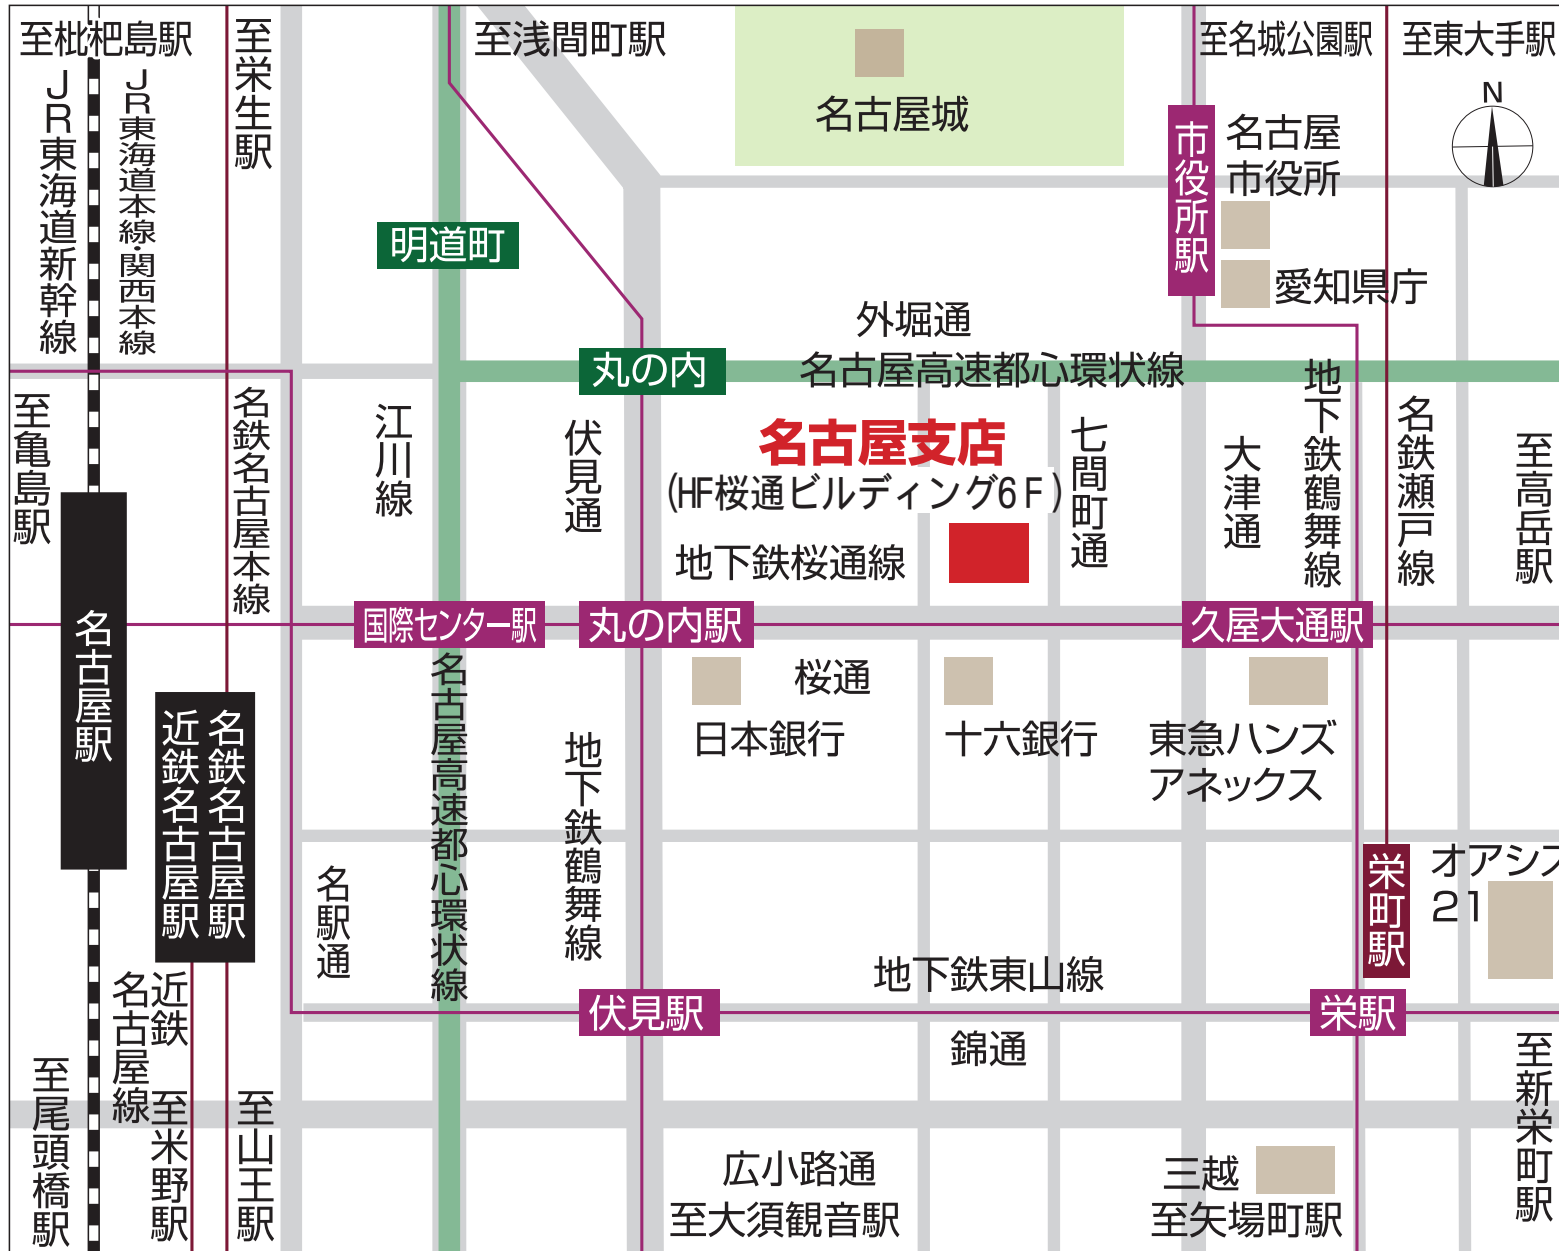 至枇杷島駅
至栄生駅
至浅間町駅
至名城公園駅
至東大手駅
N
JR東海道新幹線
JR東海道本線・関西本線
名古屋城
市役所駅
名古屋
市役所
愛知県庁
明道町
外堀通
丸の内
名古屋高速都心環状線
至亀島駅
名鉄名古屋本線
江川線
伏見通
名古屋支店
(HF桜通ビルディング6F)
地下鉄桜通線
七間町通
大津通
地下鉄鶴舞線
名鉄瀬戸線
至高岳駅
名古屋駅
国際センター駅
丸の内駅
久屋大通駅
名古屋高速都心環状線
桜通
日本銀行
十六銀行
東急ハンズ
アネックス
近鉄名古屋駅
名鉄名古屋駅
地下鉄鶴舞線
名駅通
栄町駅
オアシス
21
地下鉄東山線
伏見駅
栄駅
錦通
近鉄
名古屋線
至尾頭橋駅
至米野駅
至山王駅
広小路通
至大須観音駅
三越
至矢場町駅
至新栄町駅